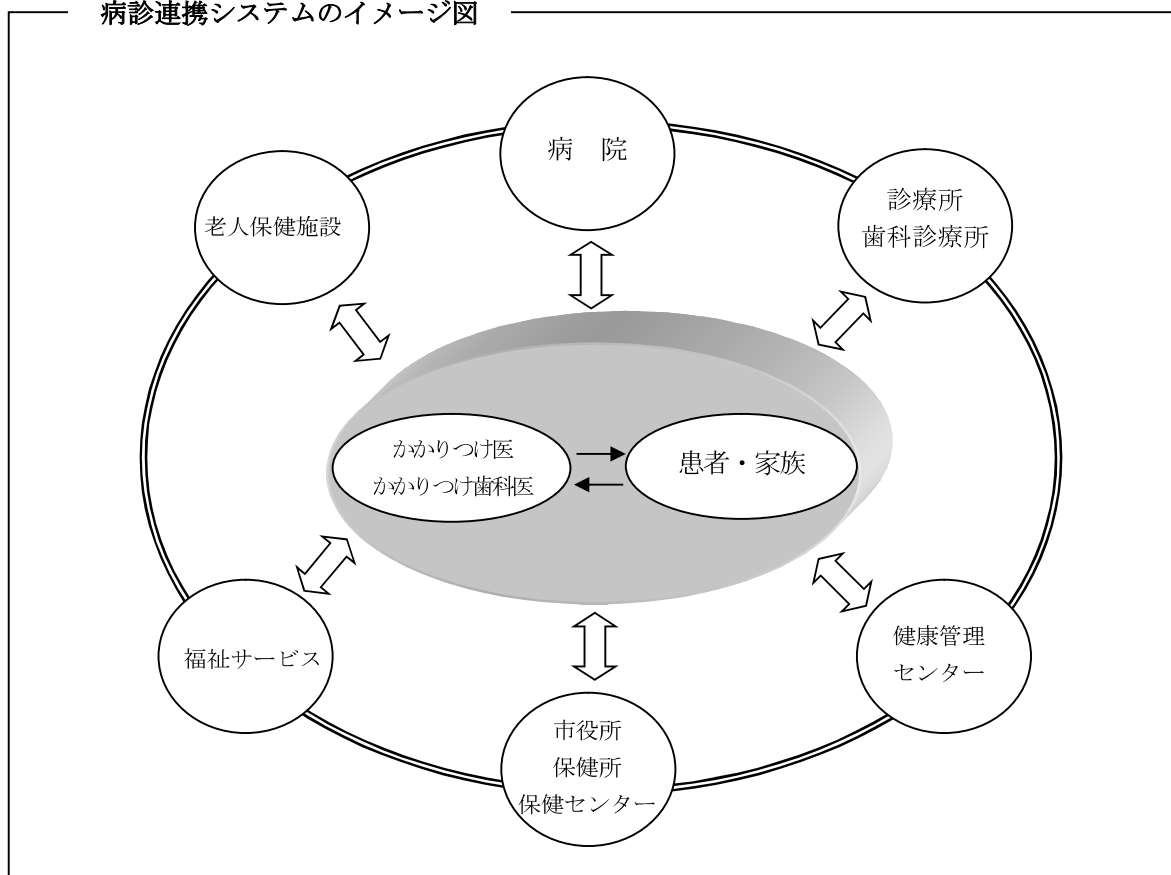 病診連携システムのイメージ図
病　院
診療所
歯科診療所
老人保健施設
かかりつけ医
かかりつけ歯科医
患者・家族
福祉サービス
健康管理
センター
市役所
保健所
保健センター